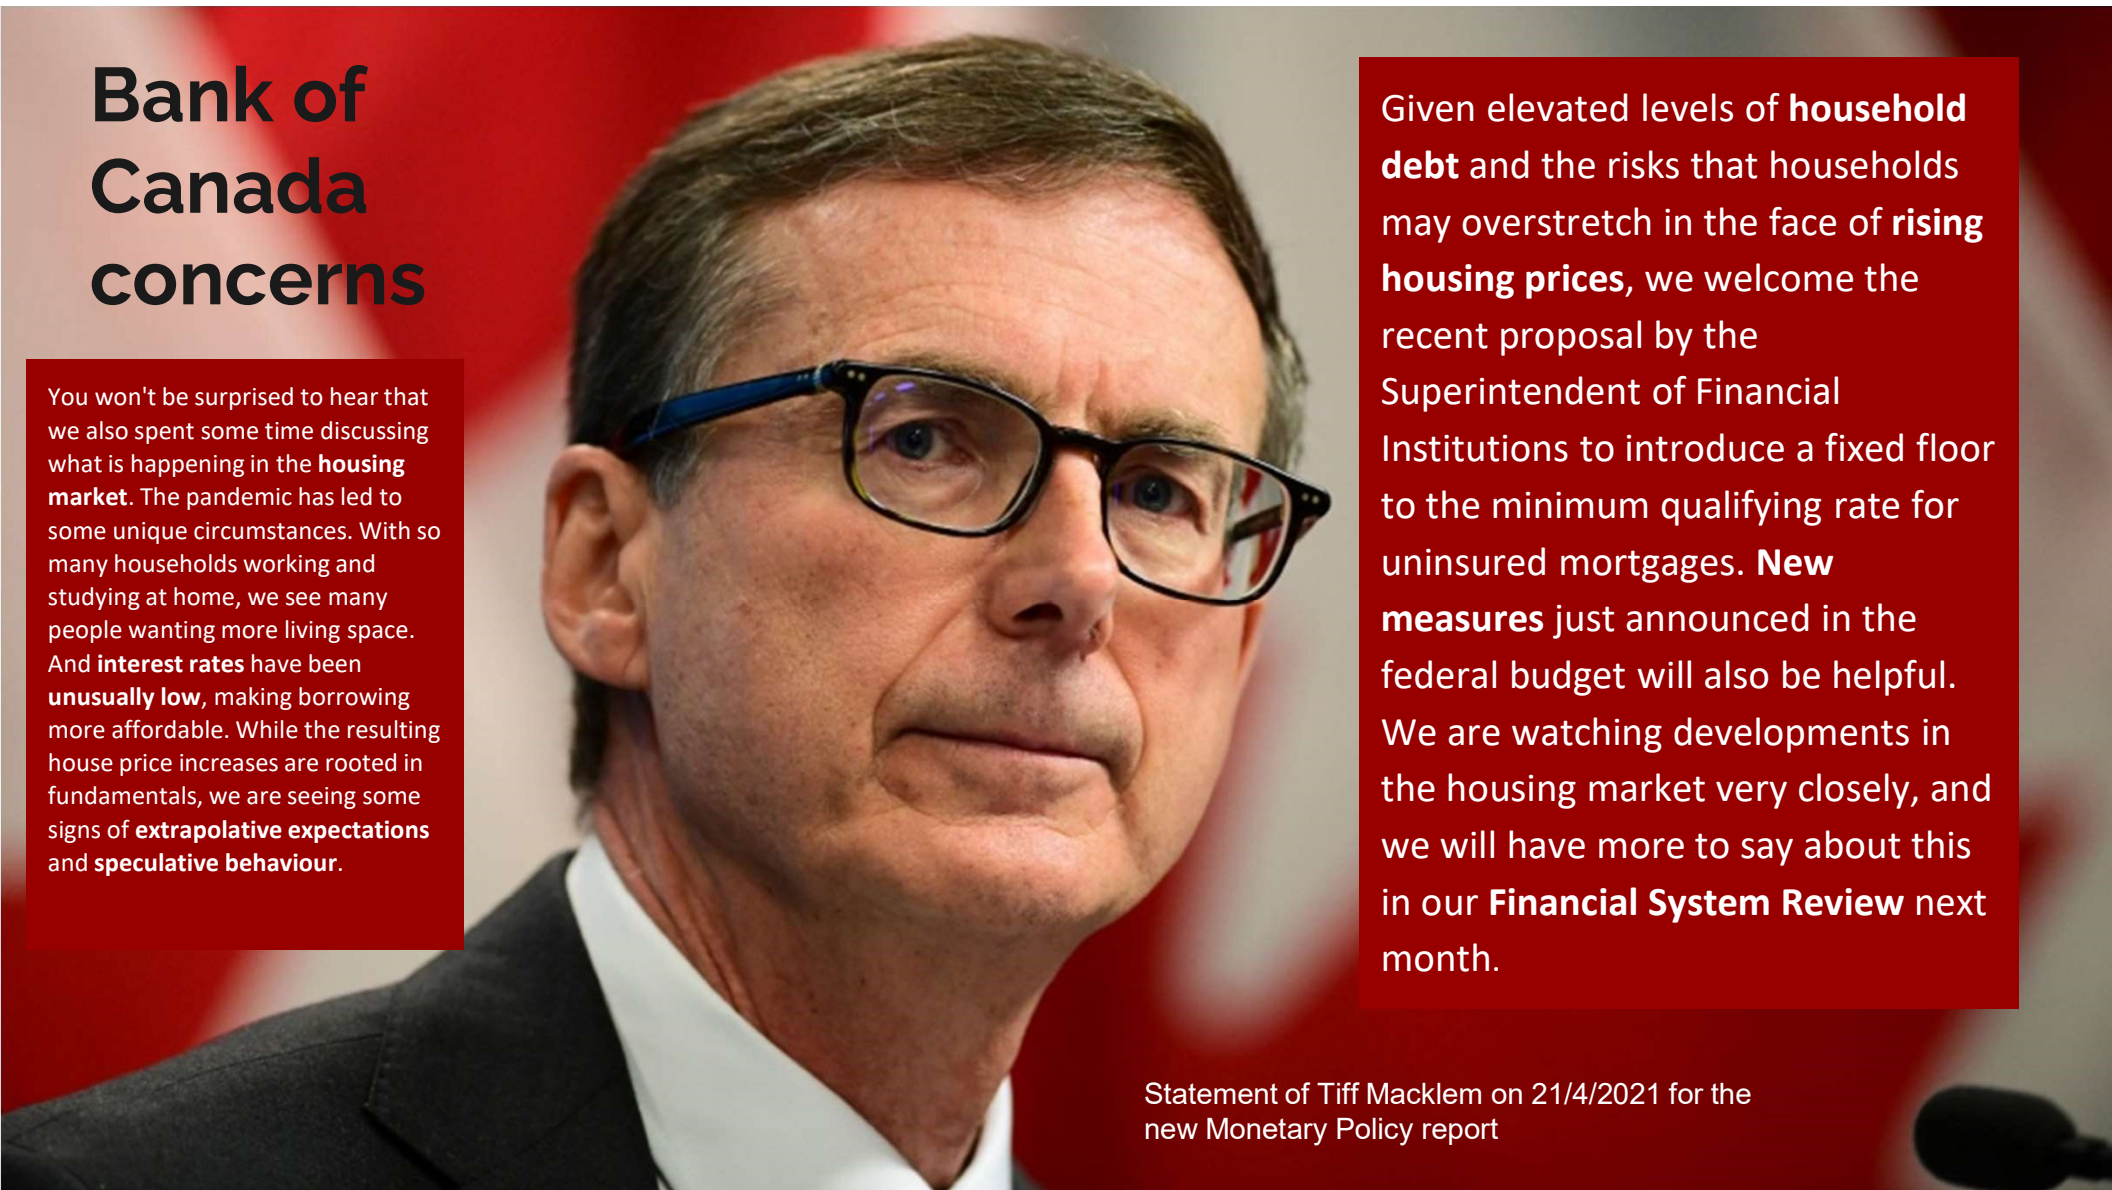 Bank of
Canada
concerns
You won't be surprised to hear that
we also spent some time discussing
what is happening in the housing
market. The pandemic has led to
some unique circumstances. With so
many households working and
studying at home, we see many
people wanting more living space.
And interest rates have been
unusually low, making borrowing
more affordable. While the resulting
house price increases are rooted in
fundamentals, we are seeing some
signs of extrapolative expectations
and speculative behaviour.
Given elevated levels of household
debt and the risks that households
may overstretch in the face of rising
housing prices, we welcome the
recent proposal by the
Superintendent of Financial
Institutions to introduce a fixed floor
to the minimum qualifying rate for
uninsured mortgages. New
measures just announced in the
federal budget will also be helpful.
We are watching developments in
the housing market very closely, and
we will have more to say about this
in our Financial System Review next
month.
Statement of Tiff Macklem on 21/4/2021 for the
new Monetary Policy report